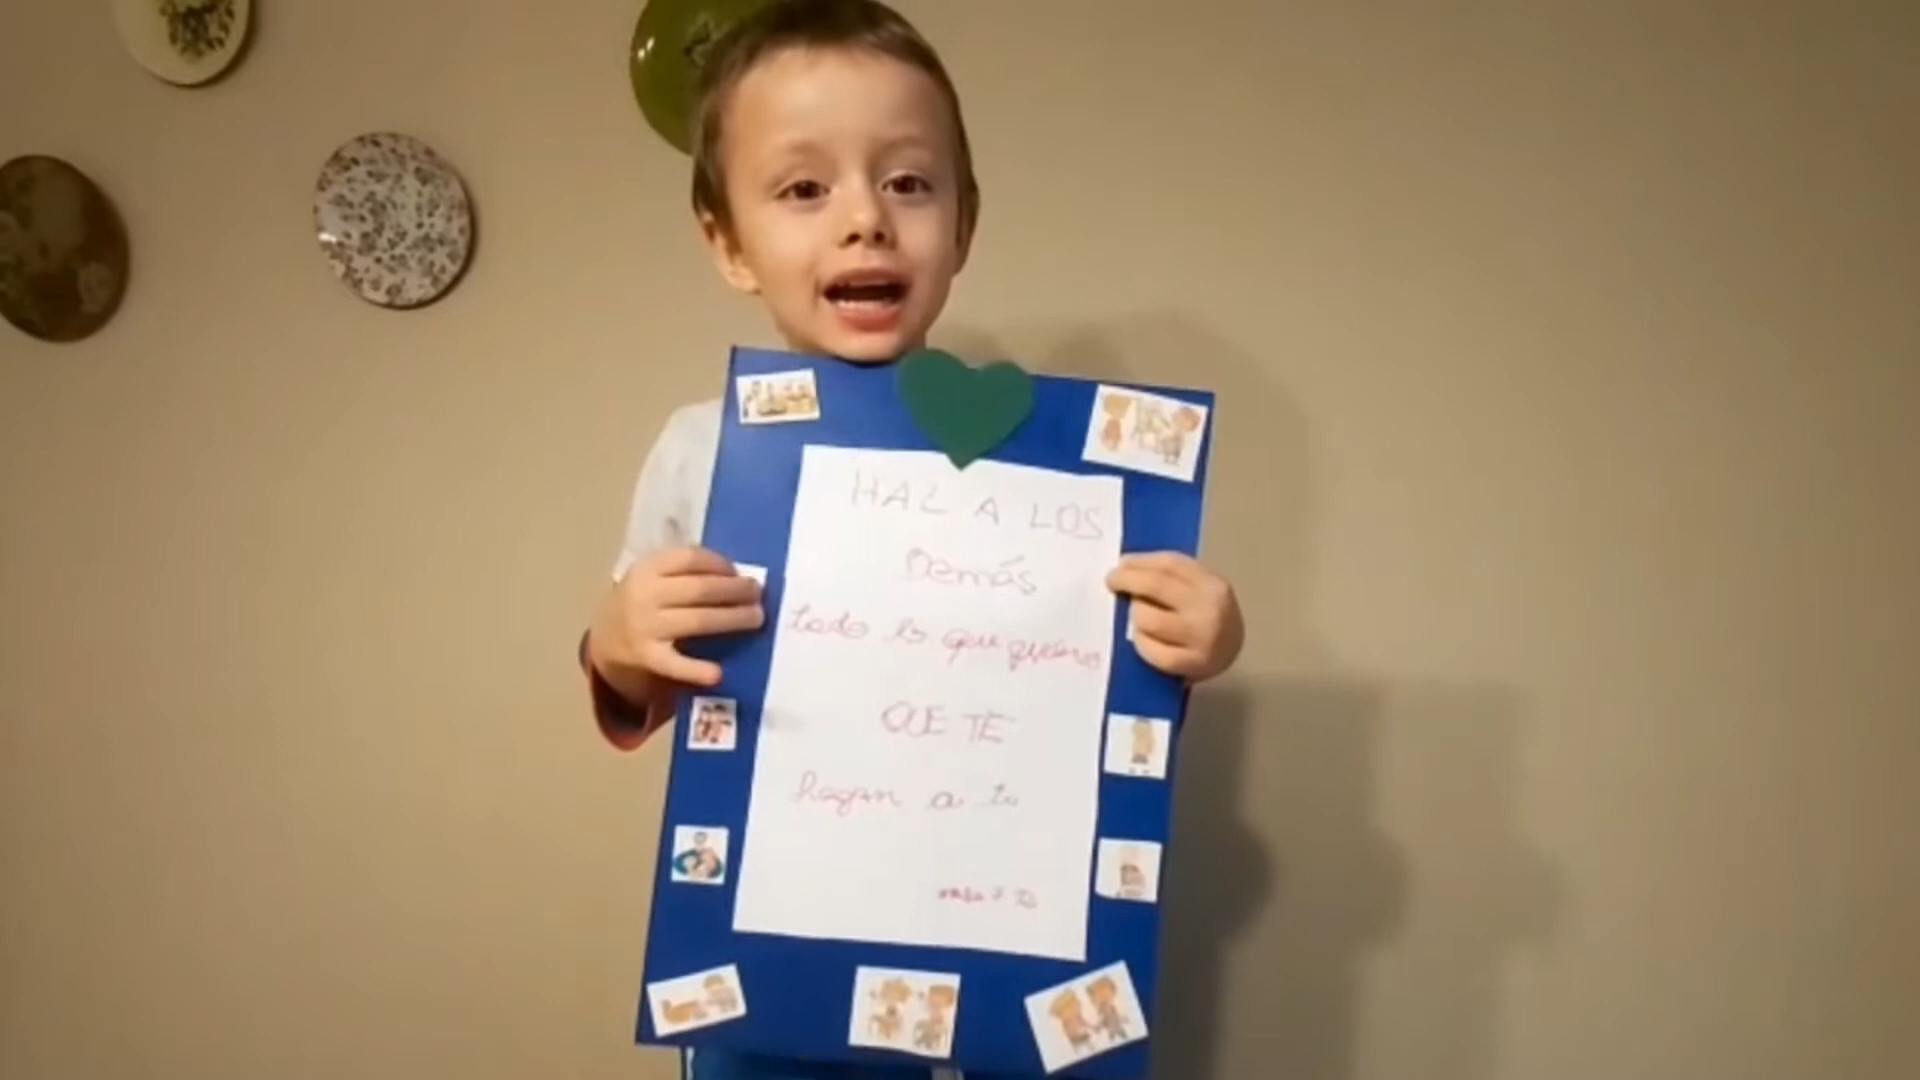 HAZ A LOS
Demás
todo lo que quieras
QUE TE
hagan a ti